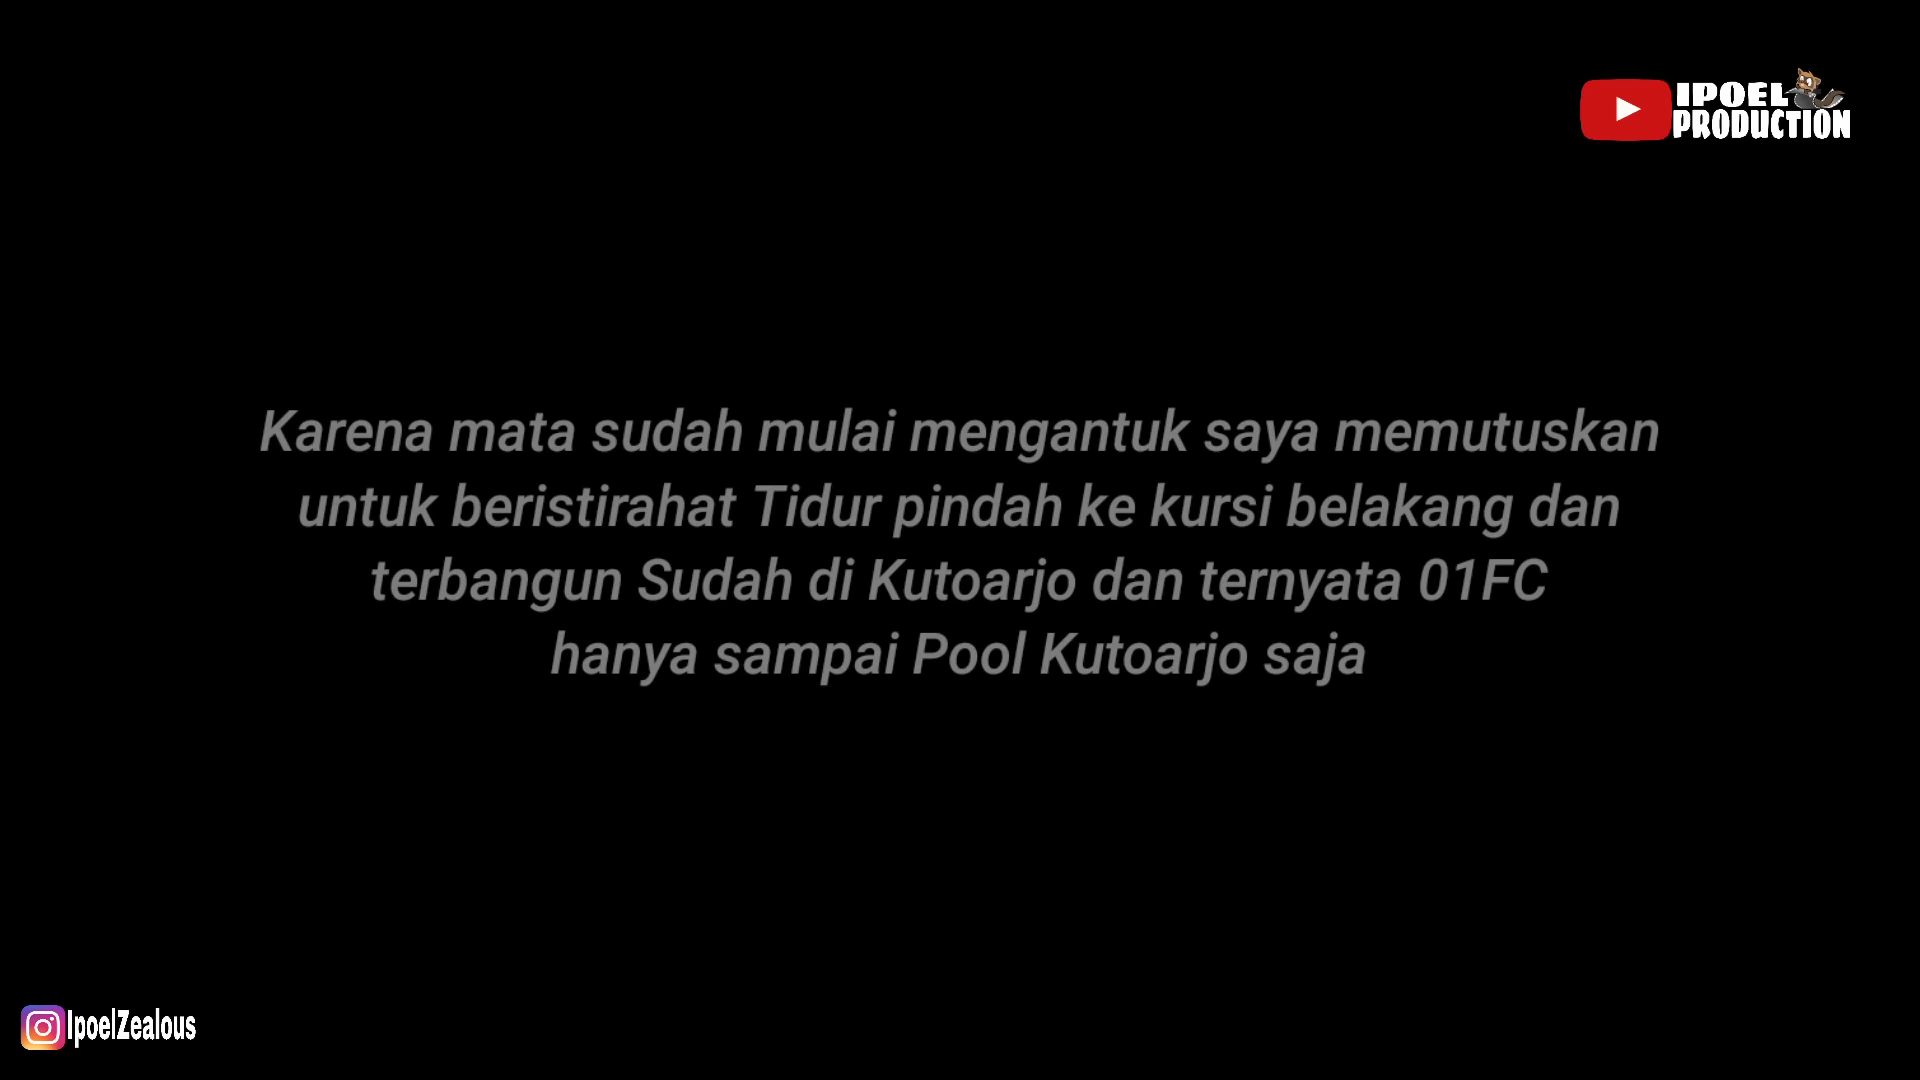 IPOEL
PRODUCTION
Karena mata sudah mulai mengantuk saya memutuskan
untuk beristirahat Tidur pindah ke kursi belakang dan
terbangun Sudah di Kutoarjo dan ternyata 01FC
hanya sampai Pool Kutoarjo saja
IpoelZealous